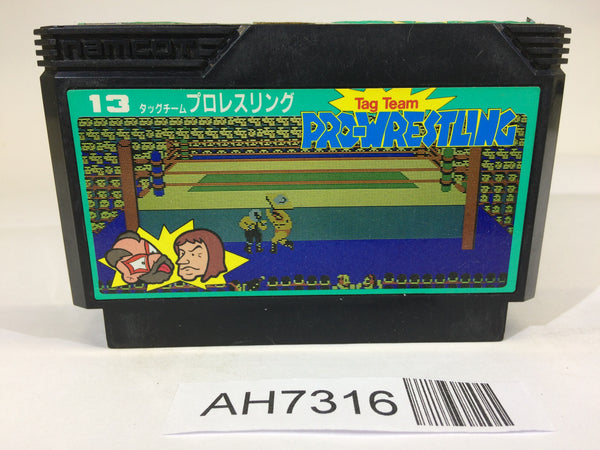 namcot
13 タッグチーム プロレスリング
Tag Team
PRO-WRESTLING
AH7316